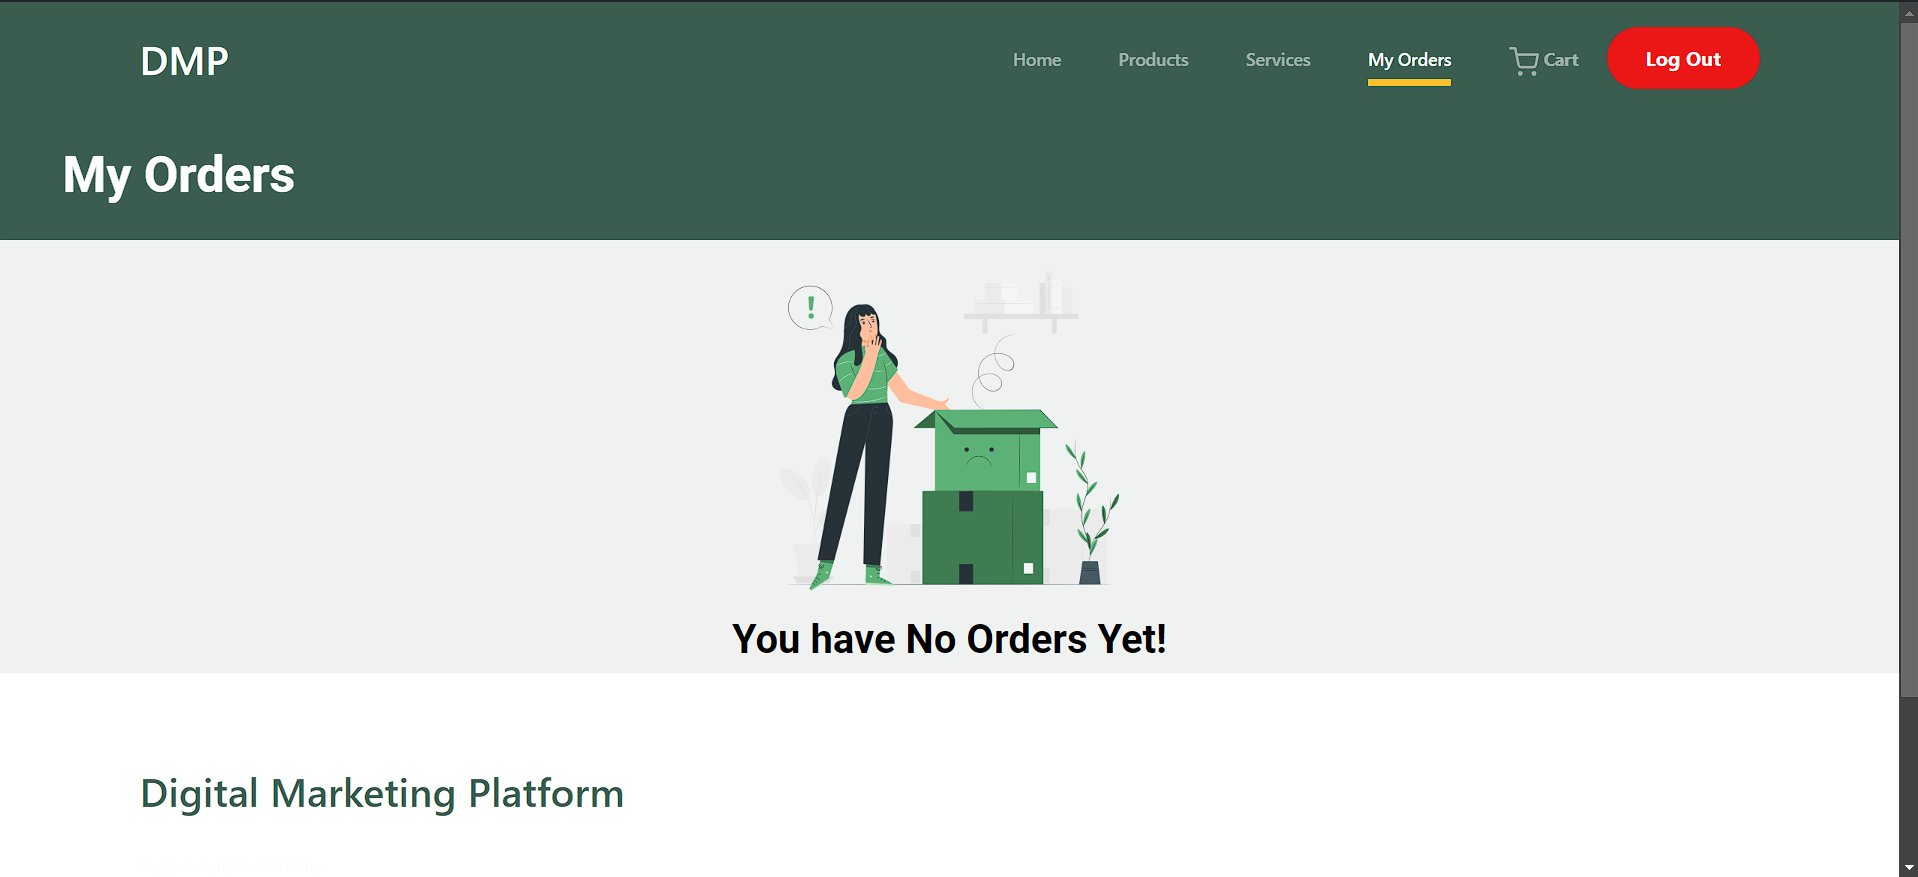 DMP
Home
Products
Services
My Orders
Cart
Log Out
My Orders
!
You have No Orders Yet!
Digital Marketing Platform